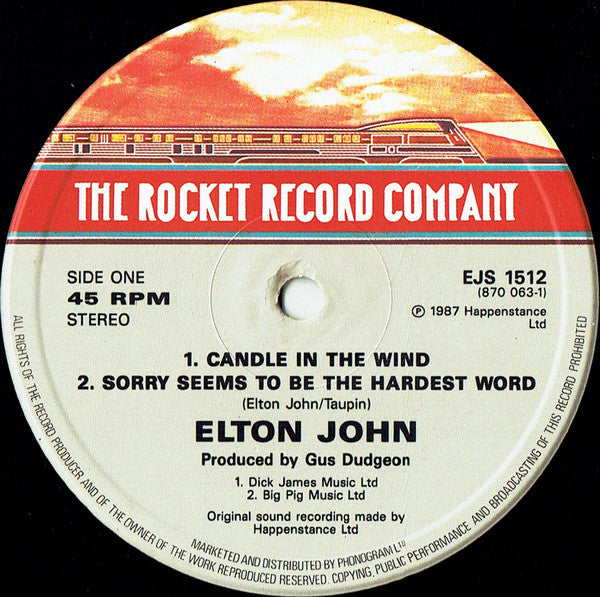 THE ROCKET RECORD COMPANY
SIDE ONE
45 RPM
STEREO
EJS 1512
(870 063-1)
℗ 1987 Happenstance
Ltd
1. CANDLE IN THE WIND
2. SORRY SEEMS TO BE THE HARDEST WORD
(Elton John/Taupin)
ELTON JOHN
Produced by Gus Dudgeon
1. Dick James Music Ltd
2. Big Pig Music Ltd
Original sound recording made by
Happenstance Ltd
MARKETED AND DISTRIBUTED BY PHONOGRAM LTD
ALL RIGHTS OF THE RECORD PRODUCER AND OF THE OWNER OF THE WORK REPRODUCED RESERVED. COPYING, PUBLIC PERFORMANCE AND BROADCASTING OF THIS RECORD PROHIBITED